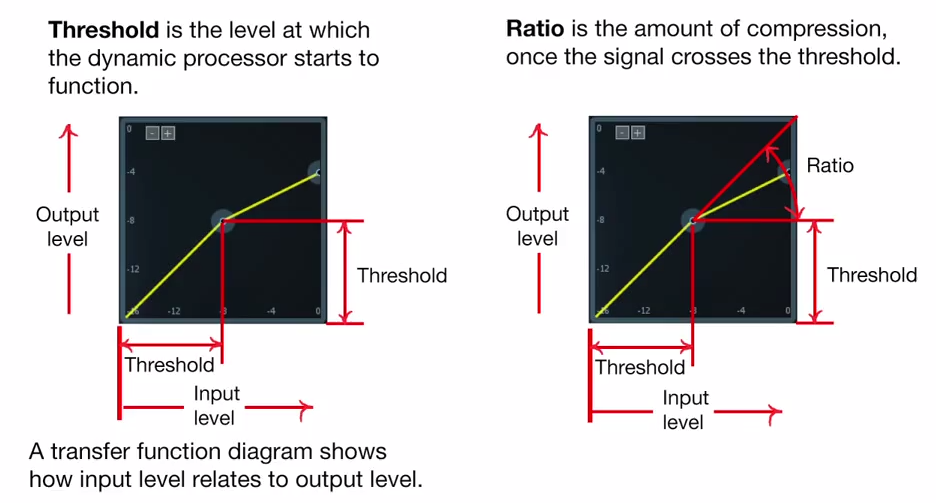 Threshold is the level at which
the dynamic processor starts to
function.
0
- +
-4
-8
-12
-16 -12 -8 -4 0
Output
level
Threshold
Threshold
Input
level
A transfer function diagram shows
how input level relates to output level.
Ratio is the amount of compression,
once the signal crosses the threshold.
0
- +
-4
-8
-12
-16 -12 -8 -4 0
Output
level
Ratio
Threshold
Threshold
Input
level